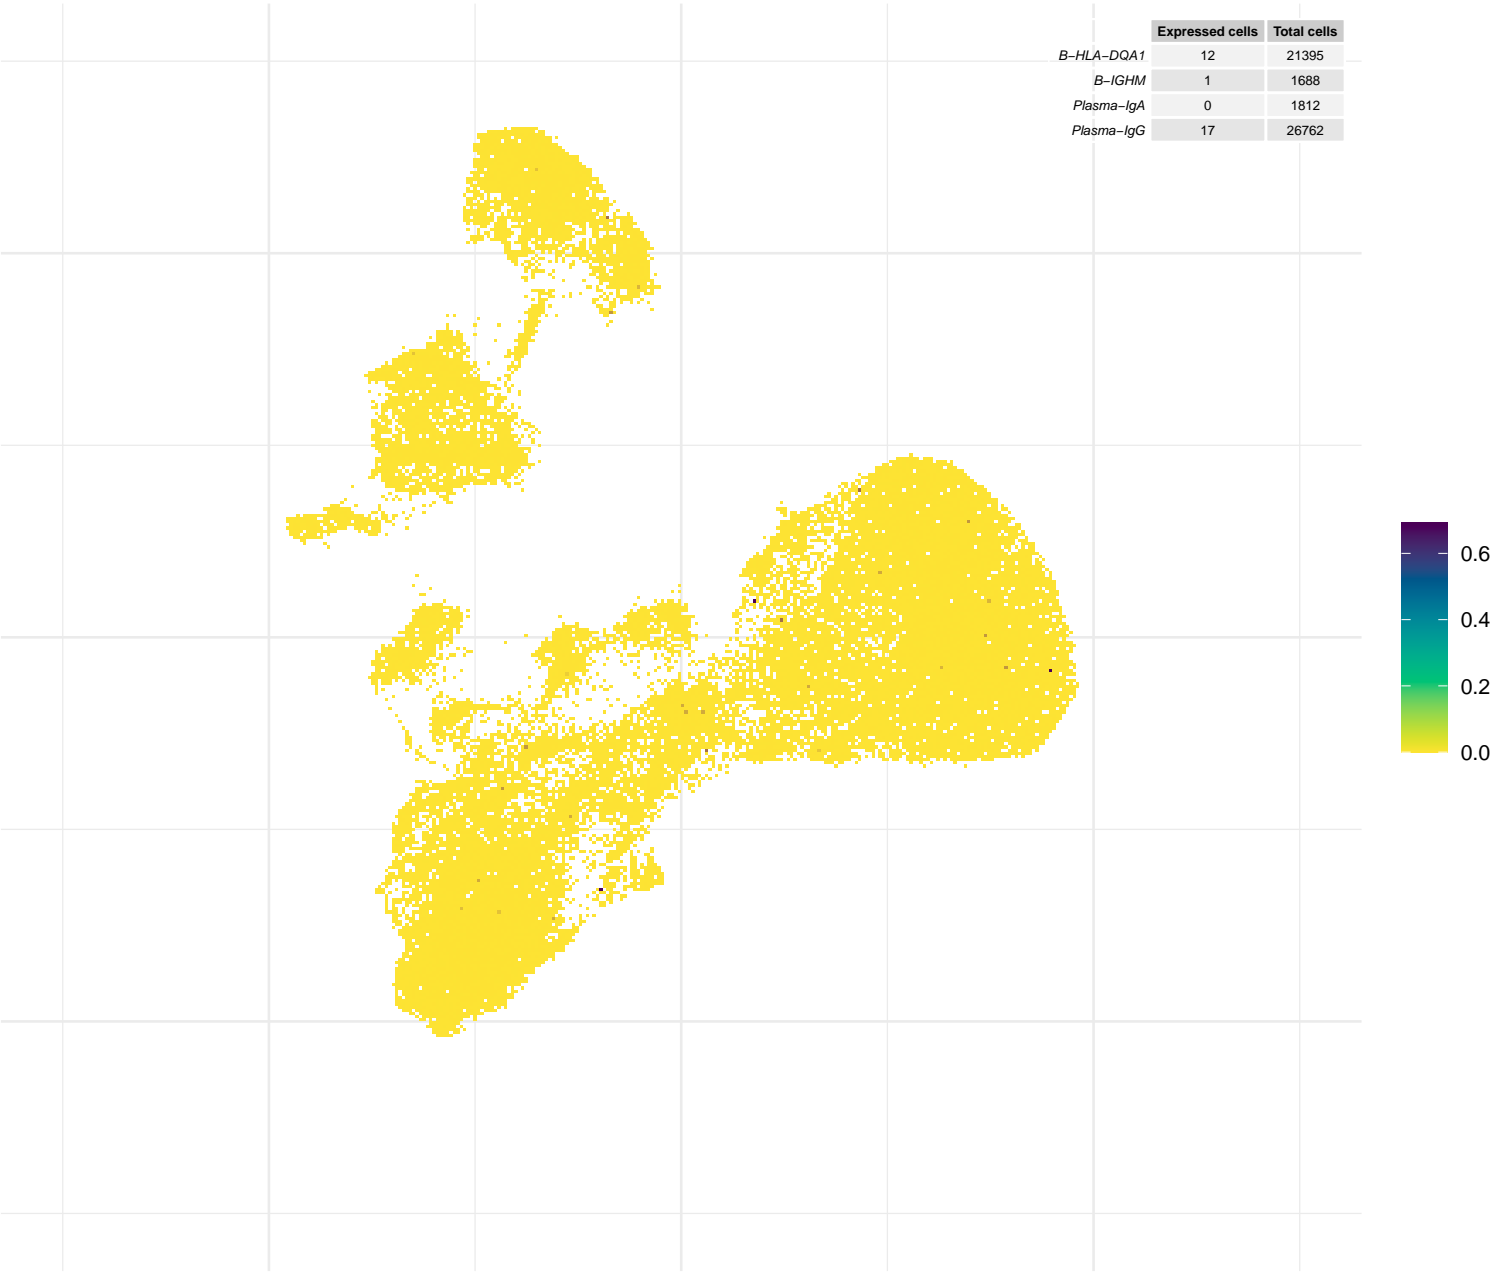 Expressed cells Total cells
B−HLA−DQA1 12 21395
B−IGHM 1 1688
Plasma−IgA 0 1812
Plasma−IgG 17 26762
0.6
0.4
0.2
0.0